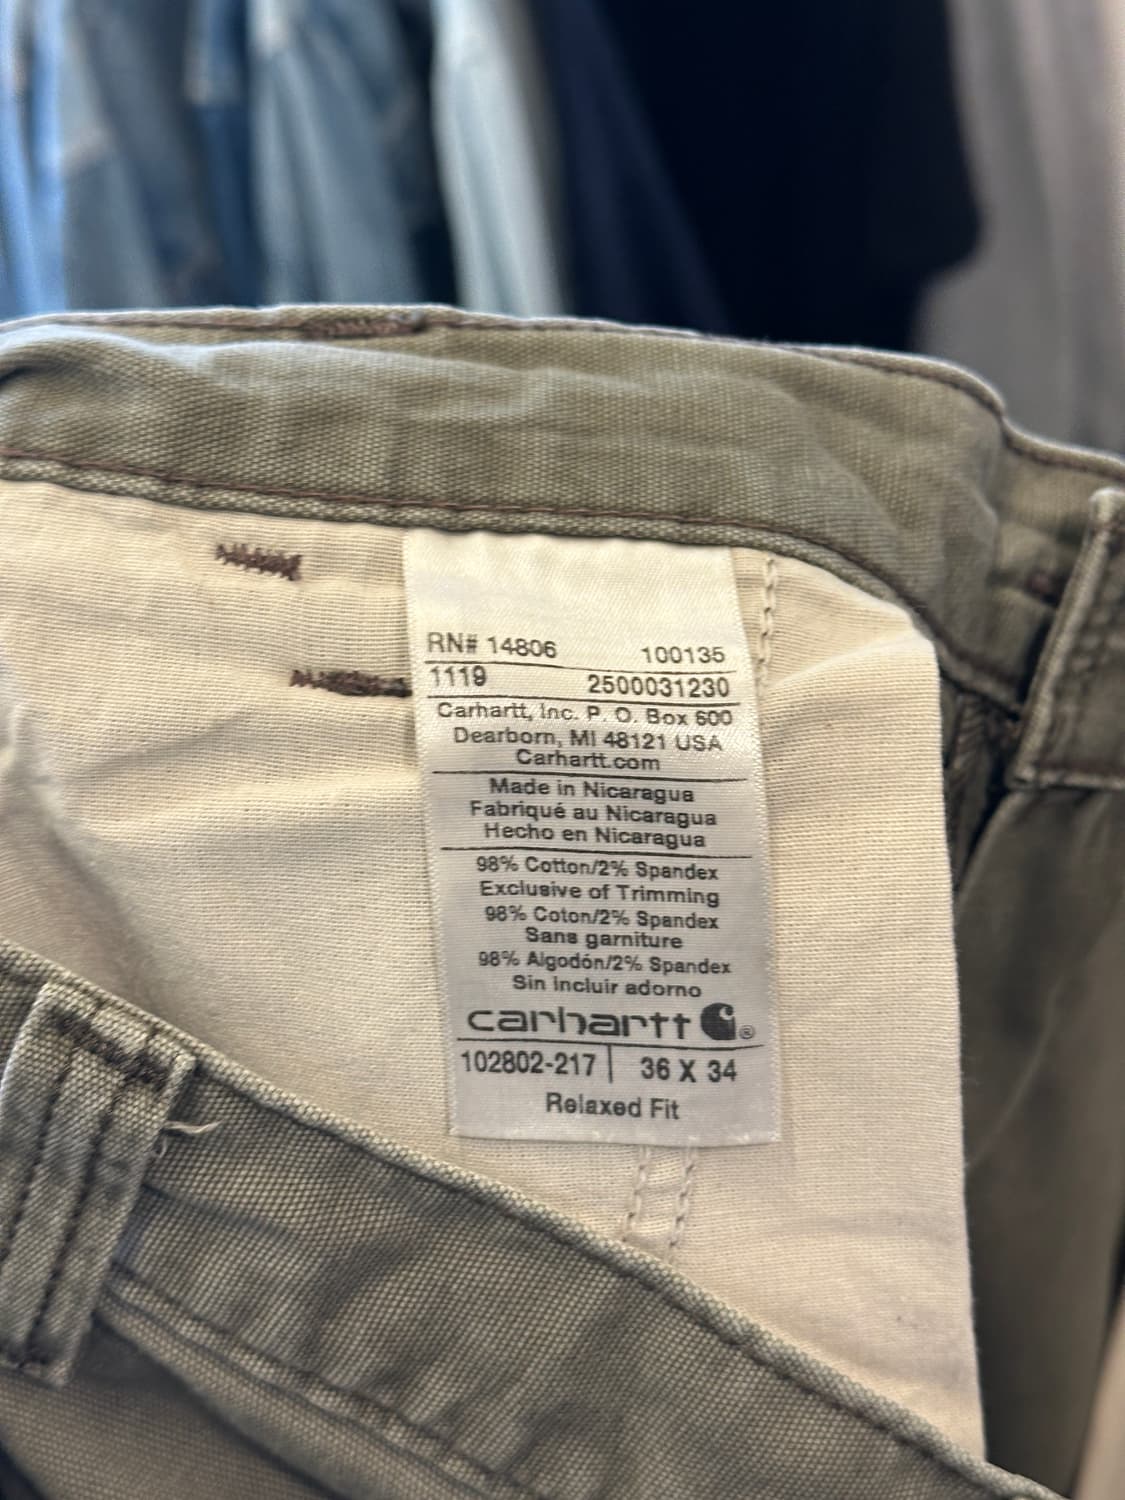 RN# 14806 100135
1119 2500031230
Carhartt, Inc. P. O. Box 600
Dearborn, MI 48121 USA
Carhartt.com
Made in Nicaragua
Fabriqué au Nicaragua
Hecho en Nicaragua
98% Cotton/2% Spandex
Exclusive of Trimming
98% Coton/2% Spandex
Sans garniture
98% Algodón/2% Spandex
Sin incluir adorno
carhartt ®
102802-217 | 36 X 34
Relaxed Fit